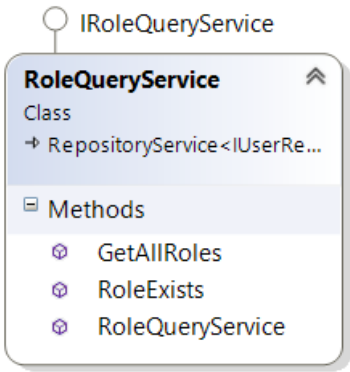 IRoleQueryService
RoleQueryService
Class
RepositoryService<IUserRe...
Methods
GetAllRoles
RoleExists
RoleQueryService